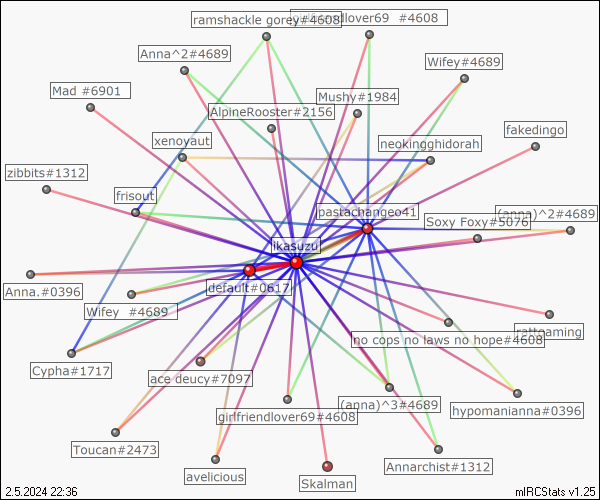 ramshackle gorey#4608
girlfriendlover69  #4608
Anna^2#4689
Wifey#4689
Mad #6901
Mushy#1984
AlpineRooster#2156
fakedingo
xenoyaut
neokingghidorah
zibbits#1312
frisout
pastachangeo41
(anna)^2#4689
Soxy Foxy#5076
ikasuzu
Anna.#0396
default#0617
Wifey  #4689
rattoaming
no cops no laws no hope#4608
Cypha#1717
ace deucy#7097
girlfriendlover69#4608
(anna)^3#4689
hypomanianna#0396
Toucan#2473
Annarchist#1312
avelicious
Skalman
2.5.2024 22:36
mIRCStats v1.25